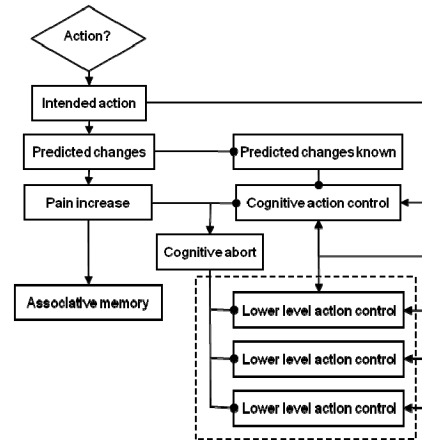 Action?
Intended action
Predicted changes
Predicted changes known
Pain increase
Cognitive action control
Cognitive abort
Associative memory
Lower level action control
Lower level action control
Lower level action control